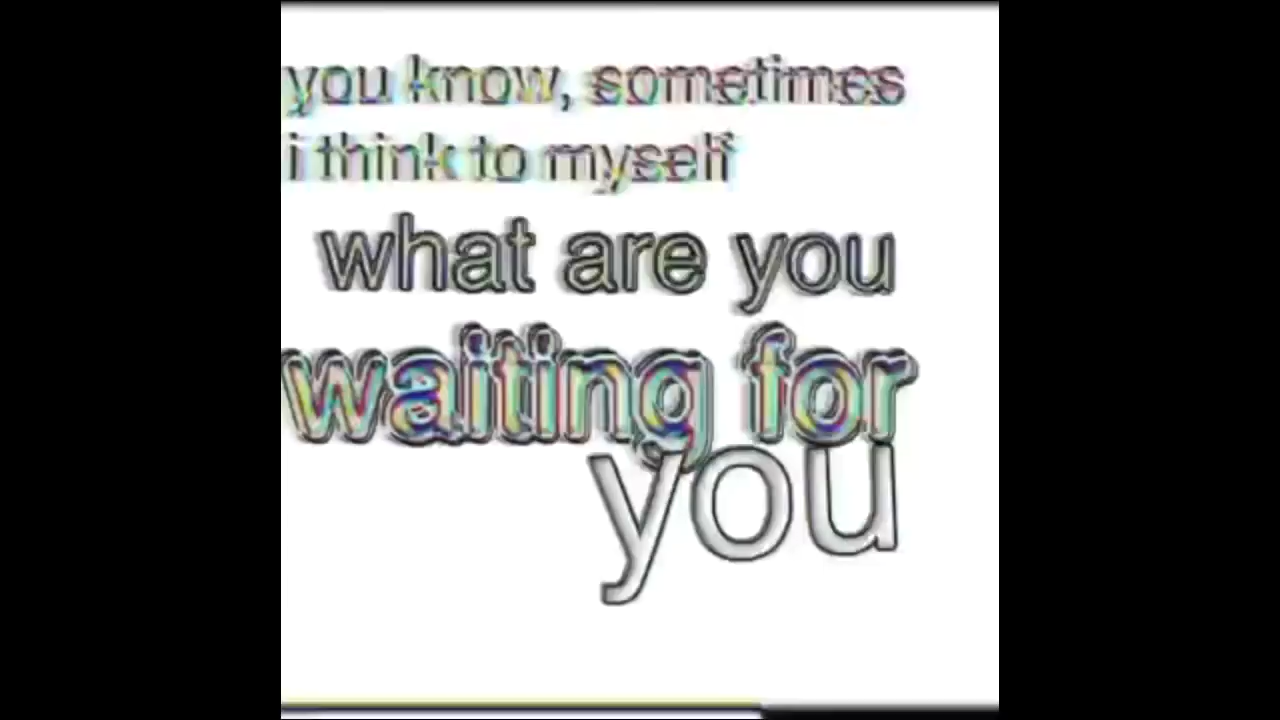 you know, sometimes
i think to myself
what are you
waiting for
you